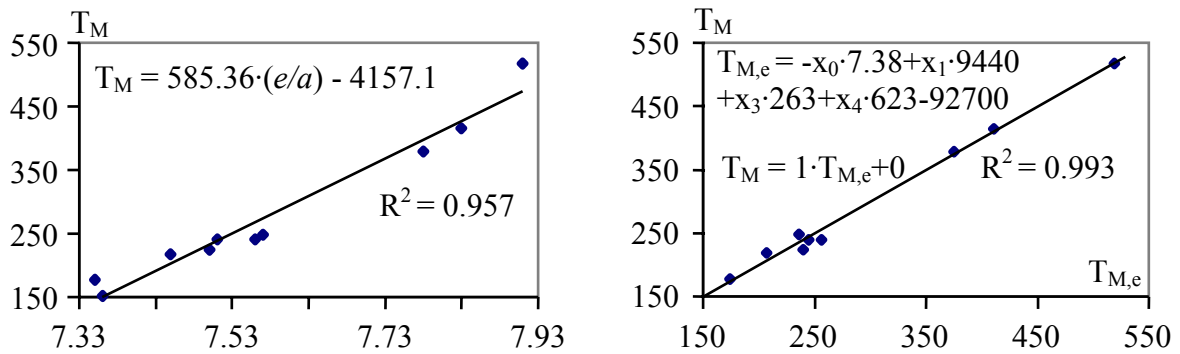 T_M
550
450
350
250
150
7.33
7.53
7.73
7.93
T_M = 585.36·(e/a) - 4157.1
R² = 0.957
T_M
550
450
350
250
150
150
250
350
450
550
T_M,e = -x₀·7.38+x₁·9440
+x₃·263+x₄·623-92700
T_M = 1·T_M,e+0
R² = 0.993
T_M,e